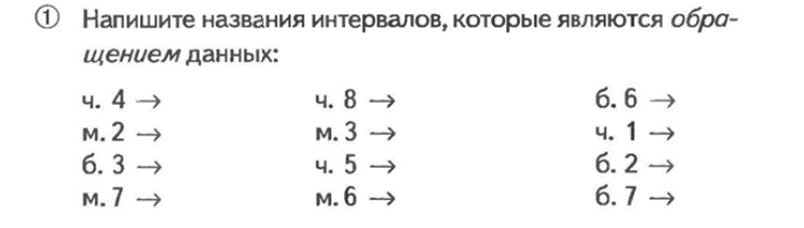 ① Напишите названия интервалов, которые являются обра-
щением данных:
ч. 4 → ч. 8 → б. 6 →
м. 2 → м. 3 → ч. 1 →
б. 3 → ч. 5 → б. 2 →
м. 7 → м. 6 → б. 7 →